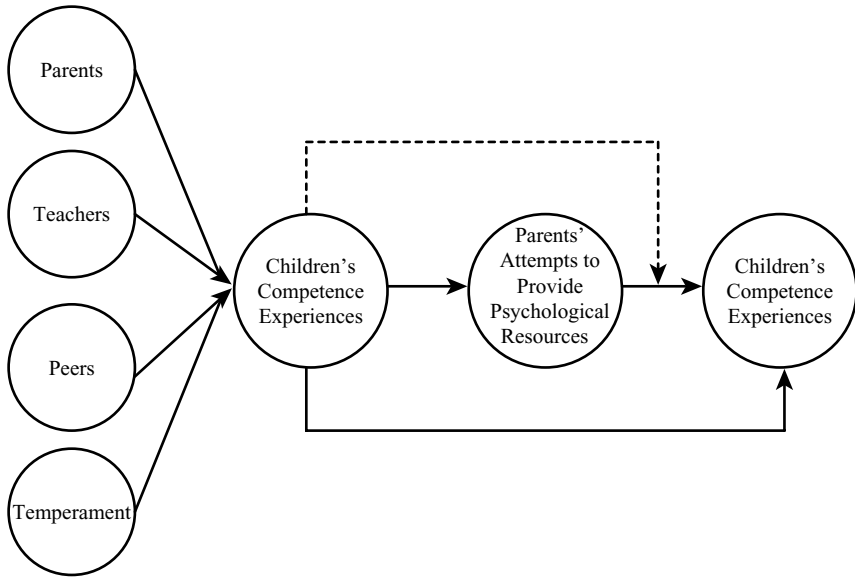 Parents
Teachers
Peers
Temperament
Children’s
Competence
Experiences
Parents’
Attempts to
Provide
Psychological
Resources
Children’s
Competence
Experiences